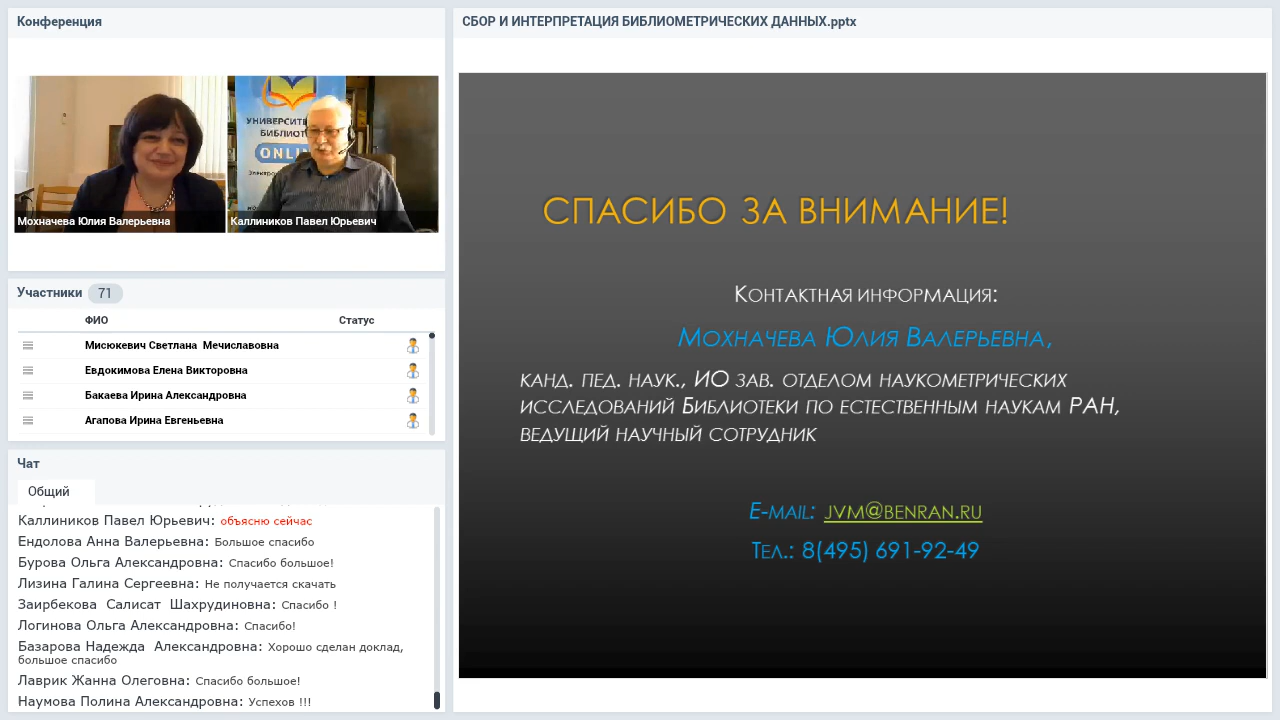 Конференция
УНИВЕРСИТЕ
БИБЛИОТ
ONLI
Мохначева Юлия Валерьевна
Каллиников Павел Юрьевич
Участники 71
ФИО Статус
Мисюкевич Светлана Мечиславовна
Евдокимова Елена Викторовна
Бакаева Ирина Александровна
Агапова Ирина Евгеньевна
Чат
Общий
Каллиников Павел Юрьевич: объясню сейчас
Ендолова Анна Валерьевна: Большое спасибо
Бурова Ольга Александровна: Спасибо большое!
Лизина Галина Сергеевна: Не получается скачать
Заирбекова Салисат Шахрудиновна: Спасибо !
Логинова Ольга Александровна: Спасибо!
Базарова Надежда Александровна: Хорошо сделан доклад,
большое спасибо
Лаврик Жанна Олеговна: Спасибо большое!
Наумова Полина Александровна: Успехов !!!
СБОР И ИНТЕРПРЕТАЦИЯ БИБЛИОМЕТРИЧЕСКИХ ДАННЫХ.pptx
СПАСИБО ЗА ВНИМАНИЕ!
Контактная информация:
Мохначева Юлия Валерьевна,
канд. пед. наук., ИО зав. отделом наукометрических
исследований Библиотеки по естественным наукам РАН,
ведущий научный сотрудник
E-mail: jvm@benran.ru
Тел.: 8(495) 691-92-49